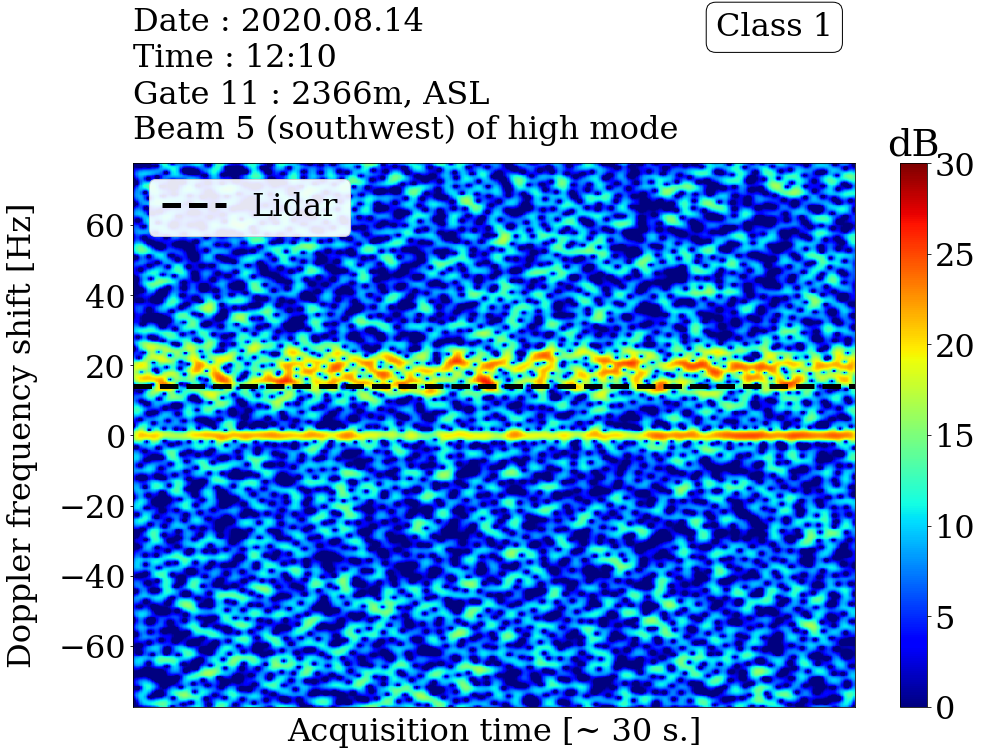 Date : 2020.08.14
Time : 12:10
Gate 11 : 2366m, ASL
Beam 5 (southwest) of high mode
Class 1
dB
Lidar
Doppler frequency shift [Hz]
60
40
20
0
−20
−40
−60
30
25
20
15
10
5
0
Acquisition time [~ 30 s.]